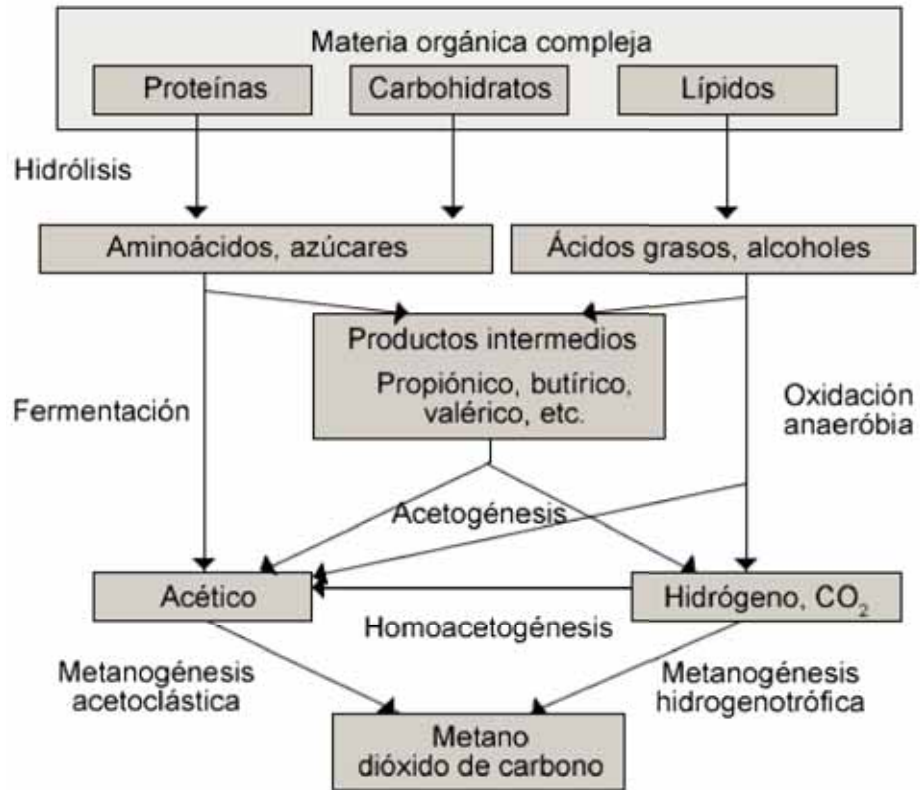 Materia orgánica compleja
Proteínas
Carbohidratos
Lípidos
Hidrólisis
Aminoácidos, azúcares
Ácidos grasos, alcoholes
Productos intermedios
Propiónico, butírico,
valérico, etc.
Fermentación
Oxidación
anaeróbia
Acetogénesis
Acético
Hidrógeno, CO₂
Homoacetogénesis
Metanogénesis
acetoclástica
Metanogénesis
hidrogenotrófica
Metano
dióxido de carbono